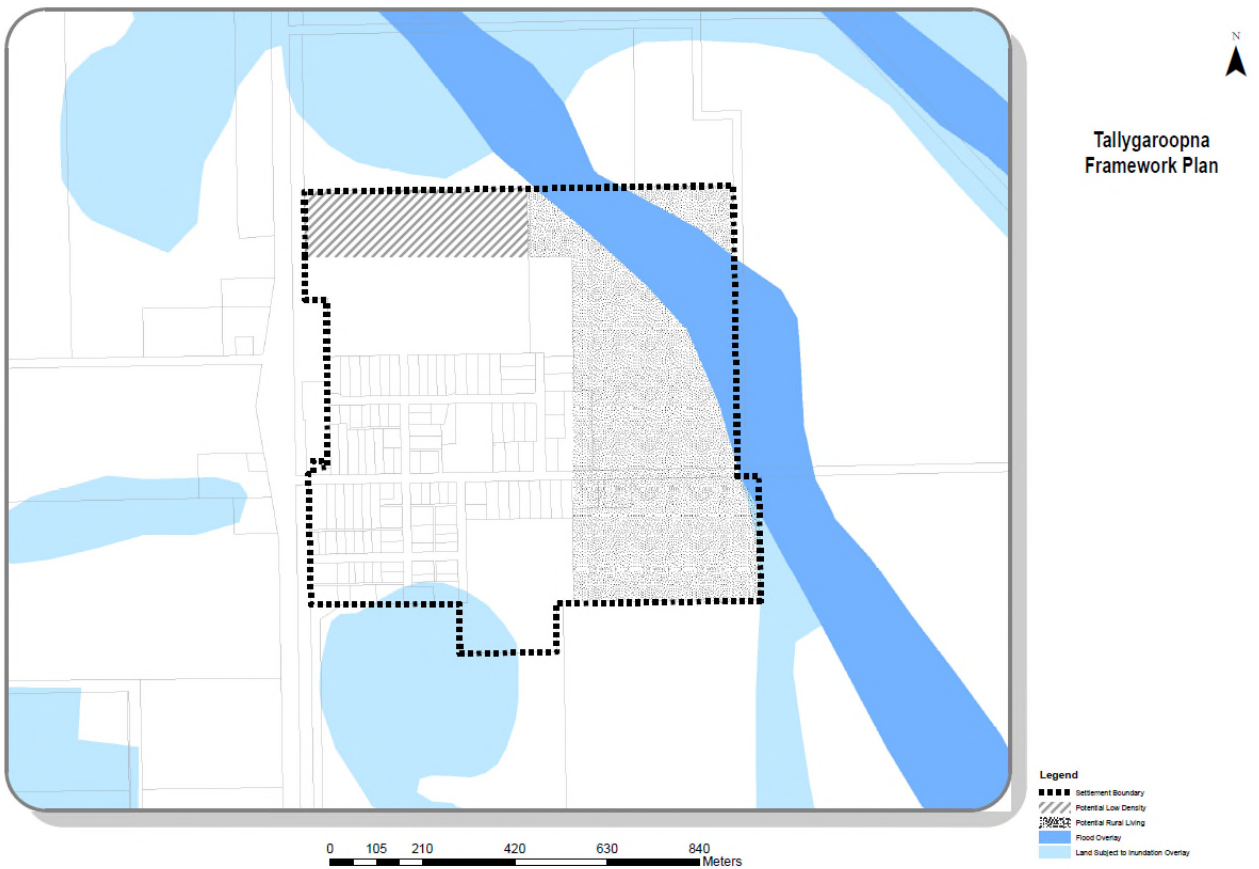 N
Tallygaroopna
Framework Plan
Legend
Settlement Boundary
Potential Low Density
Potential Rural Living
Flood Overlay
Land Subject to Inundation Overlay
0 105 210 420 630 840
Meters